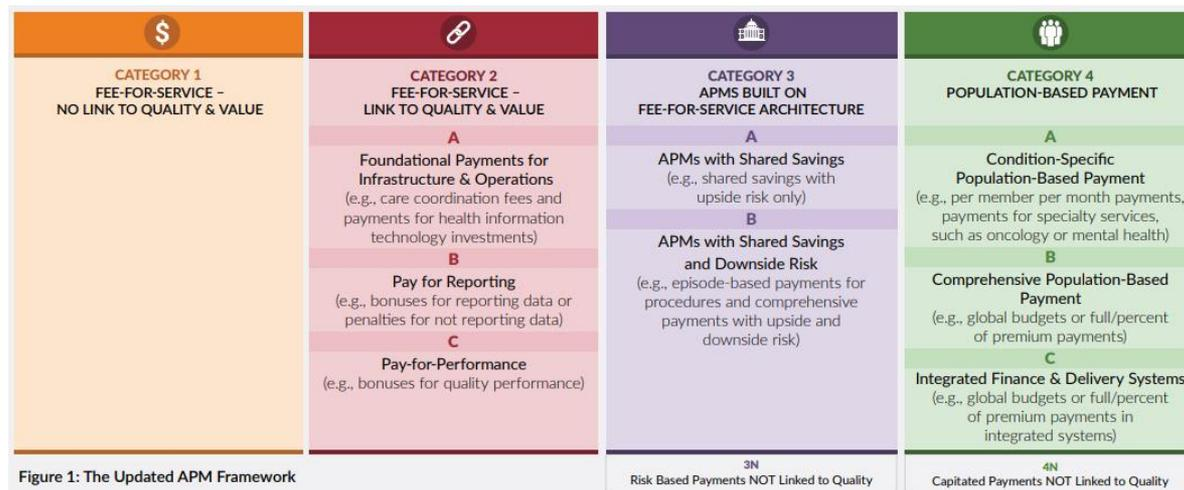 $
CATEGORY 1
FEE-FOR-SERVICE –
NO LINK TO QUALITY & VALUE
CATEGORY 2
FEE-FOR-SERVICE –
LINK TO QUALITY & VALUE
A
Foundational Payments for
Infrastructure & Operations
(e.g., care coordination fees and
payments for health information
technology investments)
B
Pay for Reporting
(e.g., bonuses for reporting data or
penalties for not reporting data)
C
Pay-for-Performance
(e.g., bonuses for quality performance)
CATEGORY 3
APMS BUILT ON
FEE-FOR-SERVICE ARCHITECTURE
A
APMs with Shared Savings
(e.g., shared savings with
upside risk only)
B
APMs with Shared Savings
and Downside Risk
(e.g., episode-based payments for
procedures and comprehensive
payments with upside and
downside risk)
3N
Risk Based Payments NOT Linked to Quality
CATEGORY 4
POPULATION-BASED PAYMENT
A
Condition-Specific
Population-Based Payment
(e.g., per member per month payments,
payments for specialty services,
such as oncology or mental health)
B
Comprehensive Population-Based
Payment
(e.g., global budgets or full/percent
of premium payments)
C
Integrated Finance & Delivery Systems
(e.g., global budgets or full/percent
of premium payments in
integrated systems)
4N
Capitated Payments NOT Linked to Quality
Figure 1: The Updated APM Framework